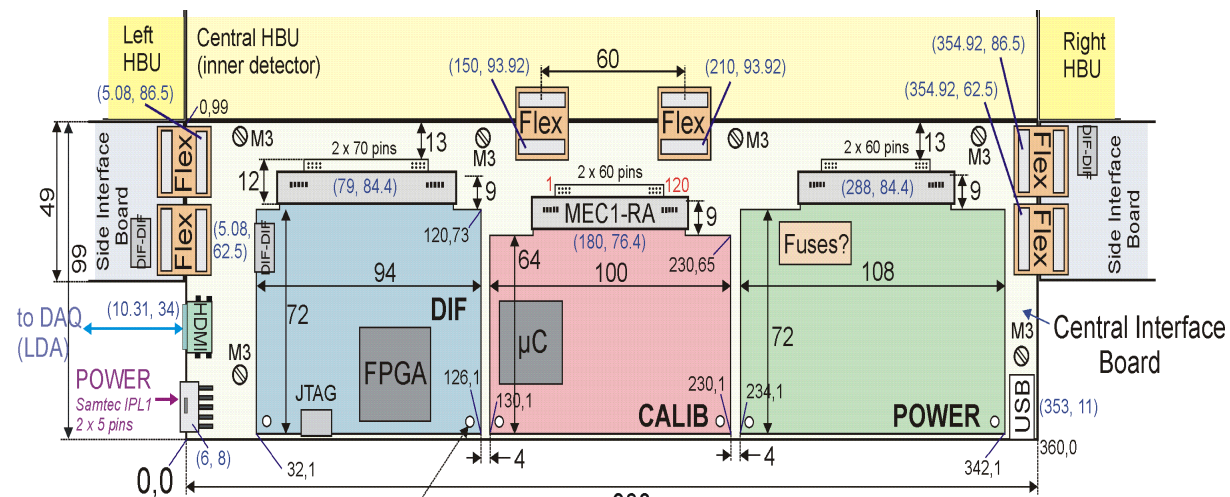 Left
HBU
Central HBU
(inner detector)
60
Right
HBU
(5.08, 86.5)
(150, 93.92)
(210, 93.92)
(354.92, 86.5)
(354.92, 62.5)
0,99
M3
13
M3
Flex
Flex
M3
13
M3
2 x 70 pins
2 x 60 pins
2 x 60 pins
12
9
(79, 84.4)
1
120
MEC1-RA
9
(288, 84.4)
9
Flex
Flex
Flex
Flex
DIF-DIF
Side Interface
Board
DIF-DIF
Side Interface
Board
49
99
(5.08,
62.5)
DIF-DIF
120,73
(180, 76.4)
64
230,65
Fuses?
94
100
108
72
DIF
72
to DAQ
(LDA)
(10.31, 34)
HDMI
M3
FPGA
µC
M3
Central Interface
Board
POWER
Samtec IPL1
2 x 5 pins
JTAG
126,1
130,1
230,1
234,1
CALIB
POWER
USB
(353, 11)
(6, 8)
0,0
32,1
4
4
342,1
360,0